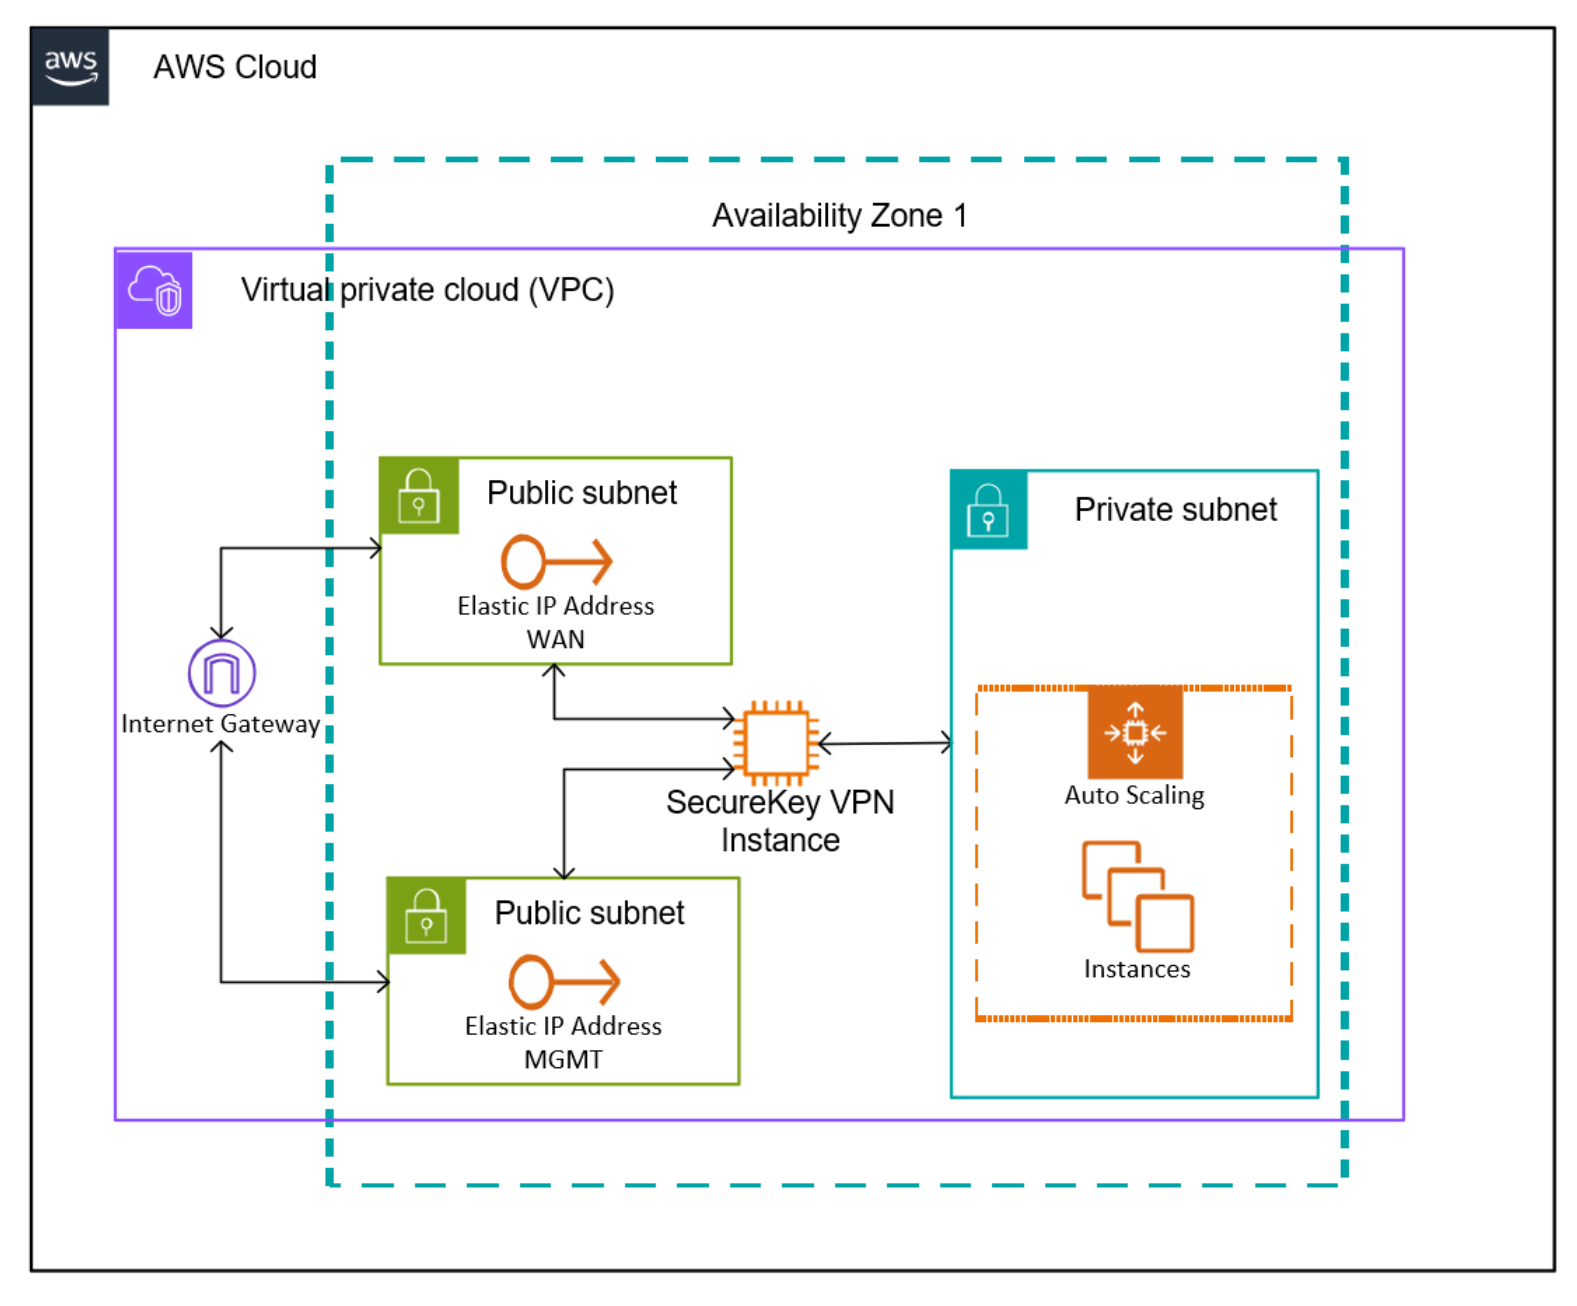 aws
AWS Cloud
Availability Zone 1
Virtual private cloud (VPC)
Public subnet
Elastic IP Address
WAN
Private subnet
Internet Gateway
SecureKey VPN
Instance
Auto Scaling
Instances
Public subnet
Elastic IP Address
MGMT